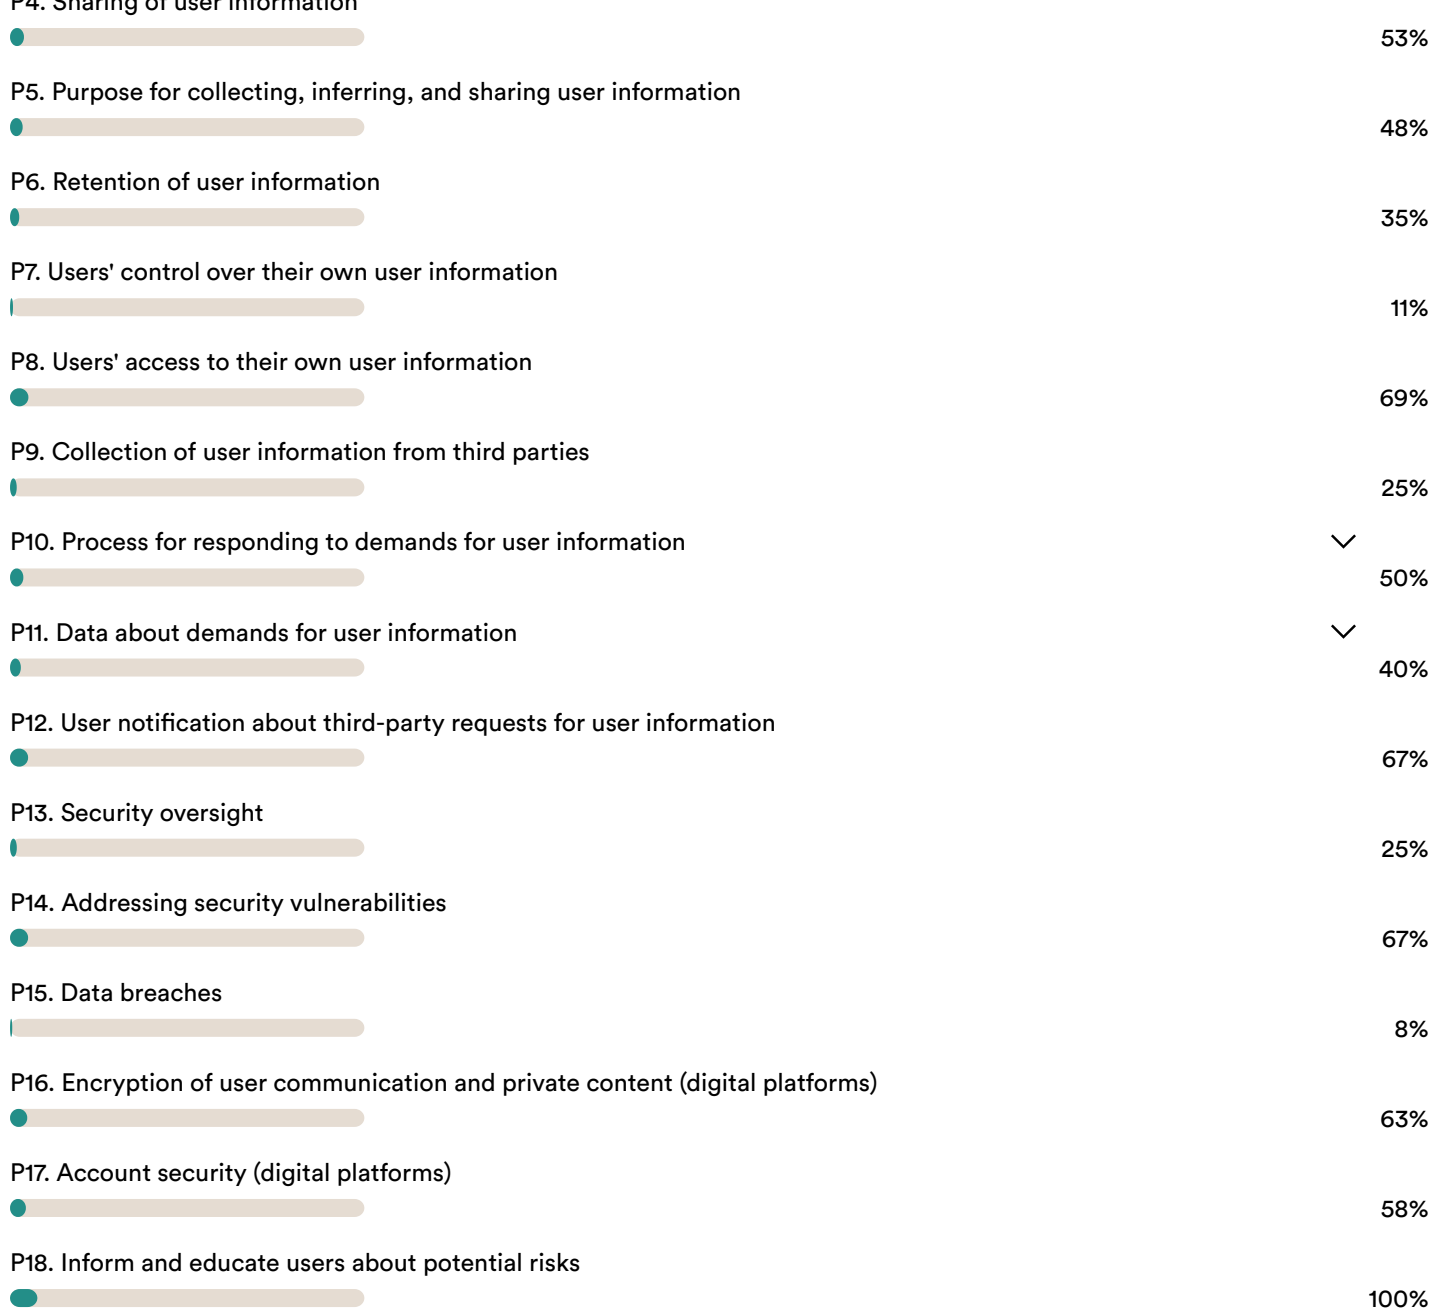 P4. Sharing of user information
53%
P5. Purpose for collecting, inferring, and sharing user information
48%
P6. Retention of user information
35%
P7. Users' control over their own user information
11%
P8. Users' access to their own user information
69%
P9. Collection of user information from third parties
25%
P10. Process for responding to demands for user information
50%
P11. Data about demands for user information
40%
P12. User notification about third-party requests for user information
67%
P13. Security oversight
25%
P14. Addressing security vulnerabilities
67%
P15. Data breaches
8%
P16. Encryption of user communication and private content (digital platforms)
63%
P17. Account security (digital platforms)
58%
P18. Inform and educate users about potential risks
100%